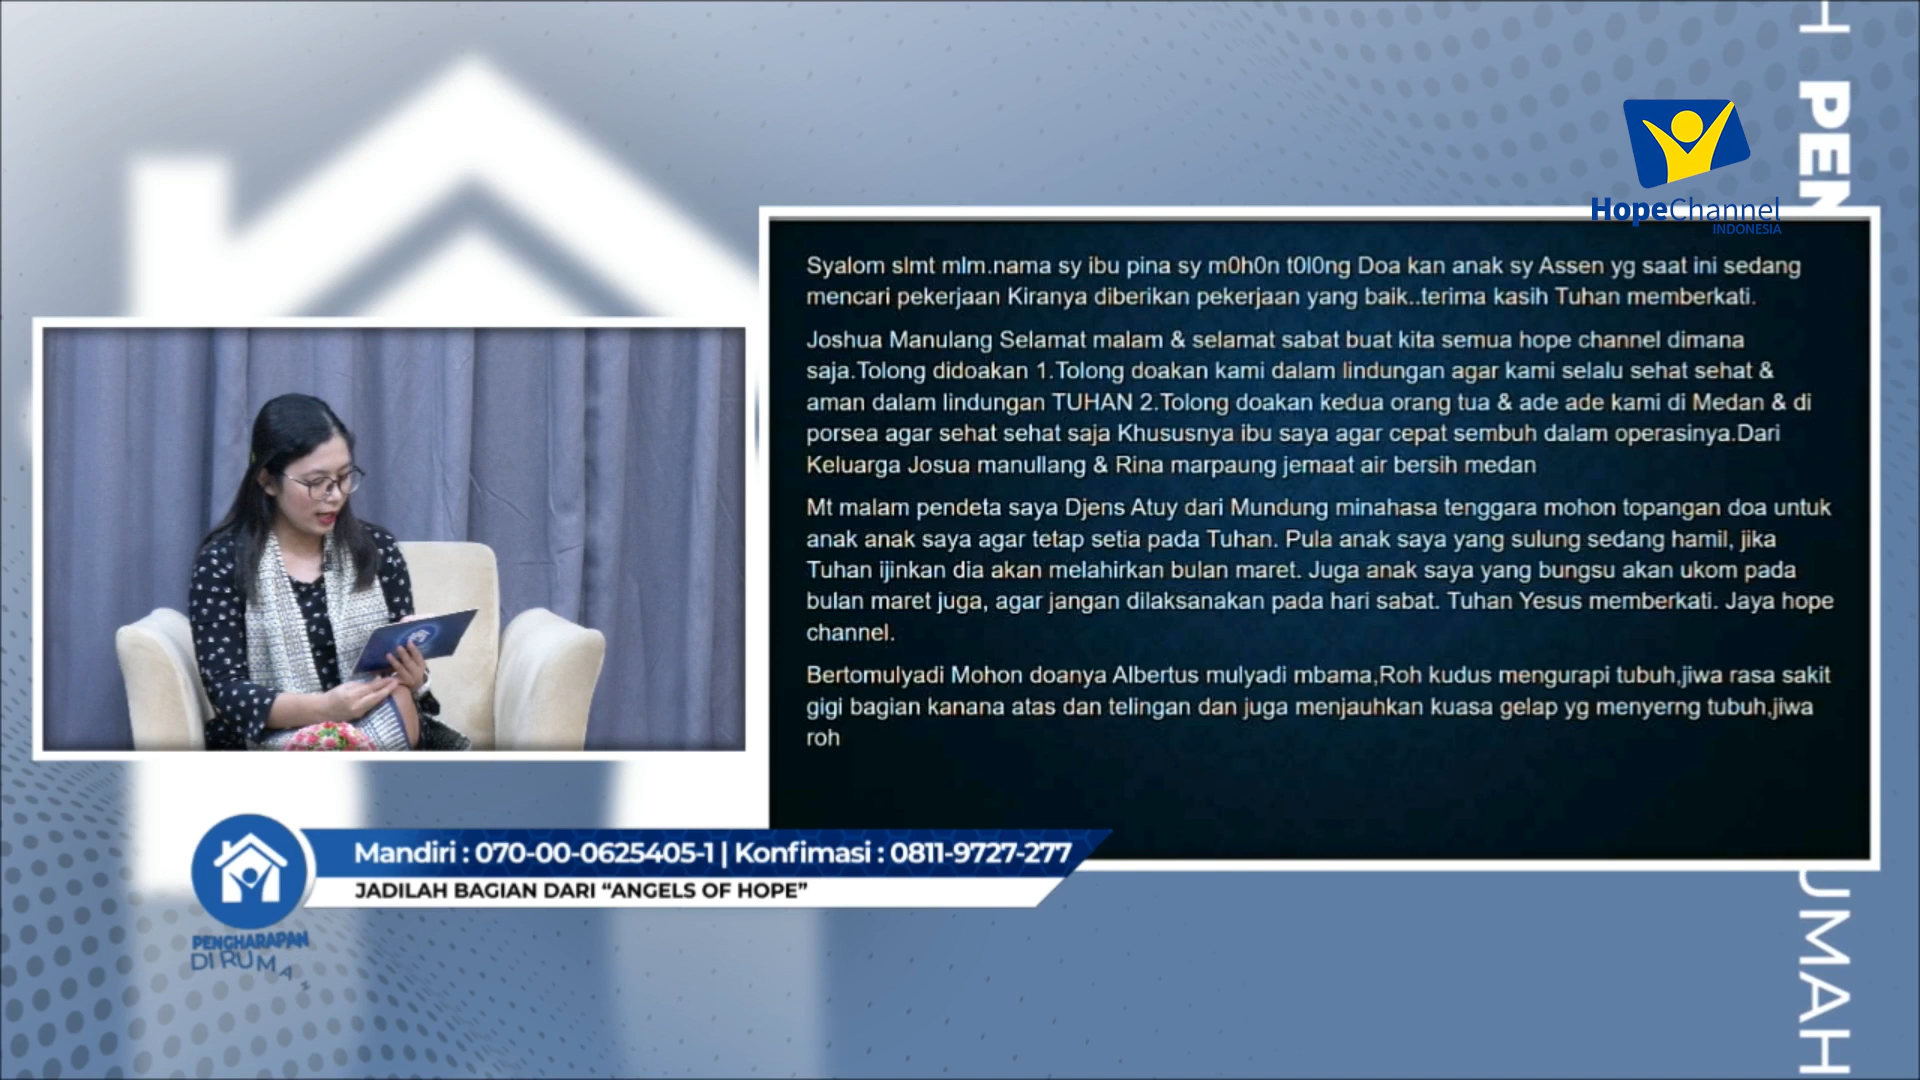 H PEN
HopeChannel
INDONESIA
Syalom slmt mlm.nama sy ibu pina sy m0h0n t0l0ng Doa kan anak sy Assen yg saat ini sedang
mencari pekerjaan Kiranya diberikan pekerjaan yang baik..terima kasih Tuhan memberkati.
Joshua Manulang Selamat malam & selamat sabat buat kita semua hope channel dimana
saja.Tolong didoakan 1.Tolong doakan kami dalam lindungan agar kami selalu sehat sehat &
aman dalam lindungan TUHAN 2.Tolong doakan kedua orang tua & ade ade kami di Medan & di
porsea agar sehat sehat saja Khususnya ibu saya agar cepat sembuh dalam operasinya.Dari
Keluarga Josua manullang & Rina marpaung jemaat air bersih medan
Mt malam pendeta saya Djens Atuy dari Mundung minahasa tenggara mohon topangan doa untuk
anak anak saya agar tetap setia pada Tuhan. Pula anak saya yang sulung sedang hamil, jika
Tuhan ijinkan dia akan melahirkan bulan maret. Juga anak saya yang bungsu akan ukom pada
bulan maret juga, agar jangan dilaksanakan pada hari sabat. Tuhan Yesus memberkati. Jaya hope
channel.
Bertomulyadi Mohon doanya Albertus mulyadi mbama,Roh kudus mengurapi tubuh,jiwa rasa sakit
gigi bagian kanana atas dan telingan dan juga menjauhkan kuasa gelap yg menyerng tubuh,jiwa
roh
Mandiri : 070-00-0625405-1 | Konfimasi : 0811-9727-277
JADILAH BAGIAN DARI “ANGELS OF HOPE”
PENGHARAPAN
DI RUMAH
UMAH